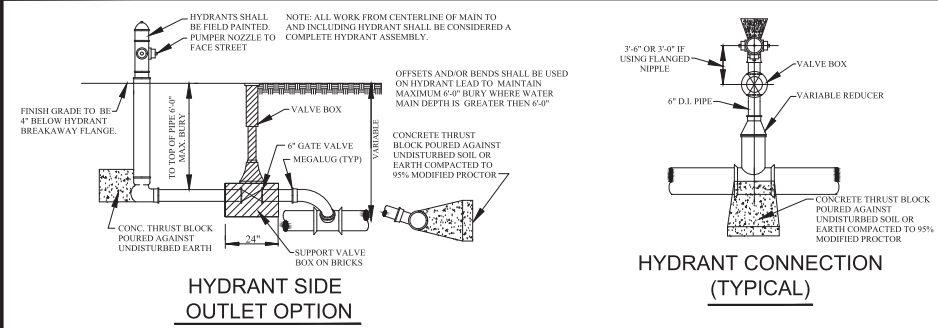 HYDRANTS SHALL
BE FIELD PAINTED.
PUMPER NOZZLE TO
FACE STREET
NOTE: ALL WORK FROM CENTERLINE OF MAIN TO
AND INCLUDING HYDRANT SHALL BE CONSIDERED A
COMPLETE HYDRANT ASSEMBLY.
OFFSETS AND/OR BENDS SHALL BE USED
ON HYDRANT LEAD TO MAINTAIN
MAXIMUM 6'-0" BURY WHERE WATER
MAIN DEPTH IS GREATER THEN 6'-0"
FINISH GRADE TO BE
4" BELOW HYDRANT
BREAKAWAY FLANGE.
TO TOP OF PIPE 6'-0"
MAX. BURY
VALVE BOX
6" GATE VALVE
MEGALUG (TYP)
VARIABLE
CONCRETE THRUST
BLOCK POURED AGAINST
UNDISTURBED SOIL OR
EARTH COMPACTED TO
95% MODIFIED PROCTOR
CONC. THRUST BLOCK
POURED AGAINST
UNDISTURBED EARTH
24"
SUPPORT VALVE
BOX ON BRICKS
HYDRANT SIDE
OUTLET OPTION
3'-6" OR 3'-0" IF
USING FLANGED
NIPPLE
VALVE BOX
6" D.I. PIPE
VARIABLE REDUCER
CONCRETE THRUST BLOCK
POURED AGAINST
UNDISTURBED SOIL OR
EARTH COMPACTED TO 95%
MODIFIED PROCTOR
HYDRANT CONNECTION
(TYPICAL)